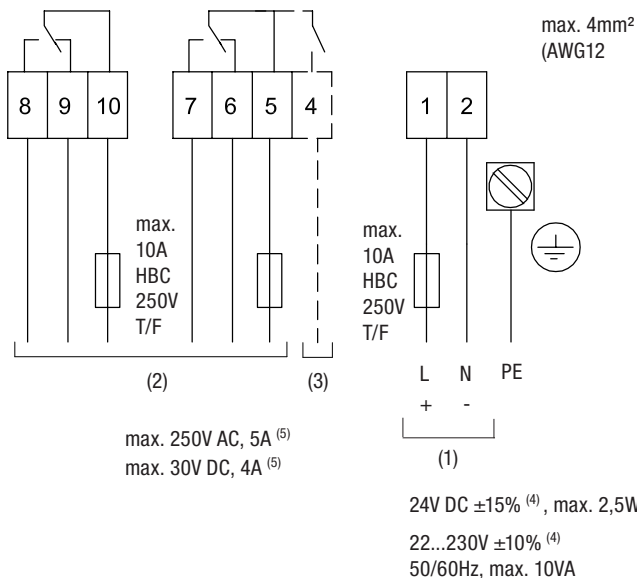 max. 4mm²
(AWG12
8 9 10 7 6 5 4 1 2
max.
10A
HBC
250V
T/F
max.
10A
HBC
250V
T/F
(2) (3)
L N PE
+ -
(1)
max. 250V AC, 5A (5)
max. 30V DC, 4A (5)
24V DC ±15% (4) , max. 2,5W
22...230V ±10% (4)
50/60Hz, max. 10VA